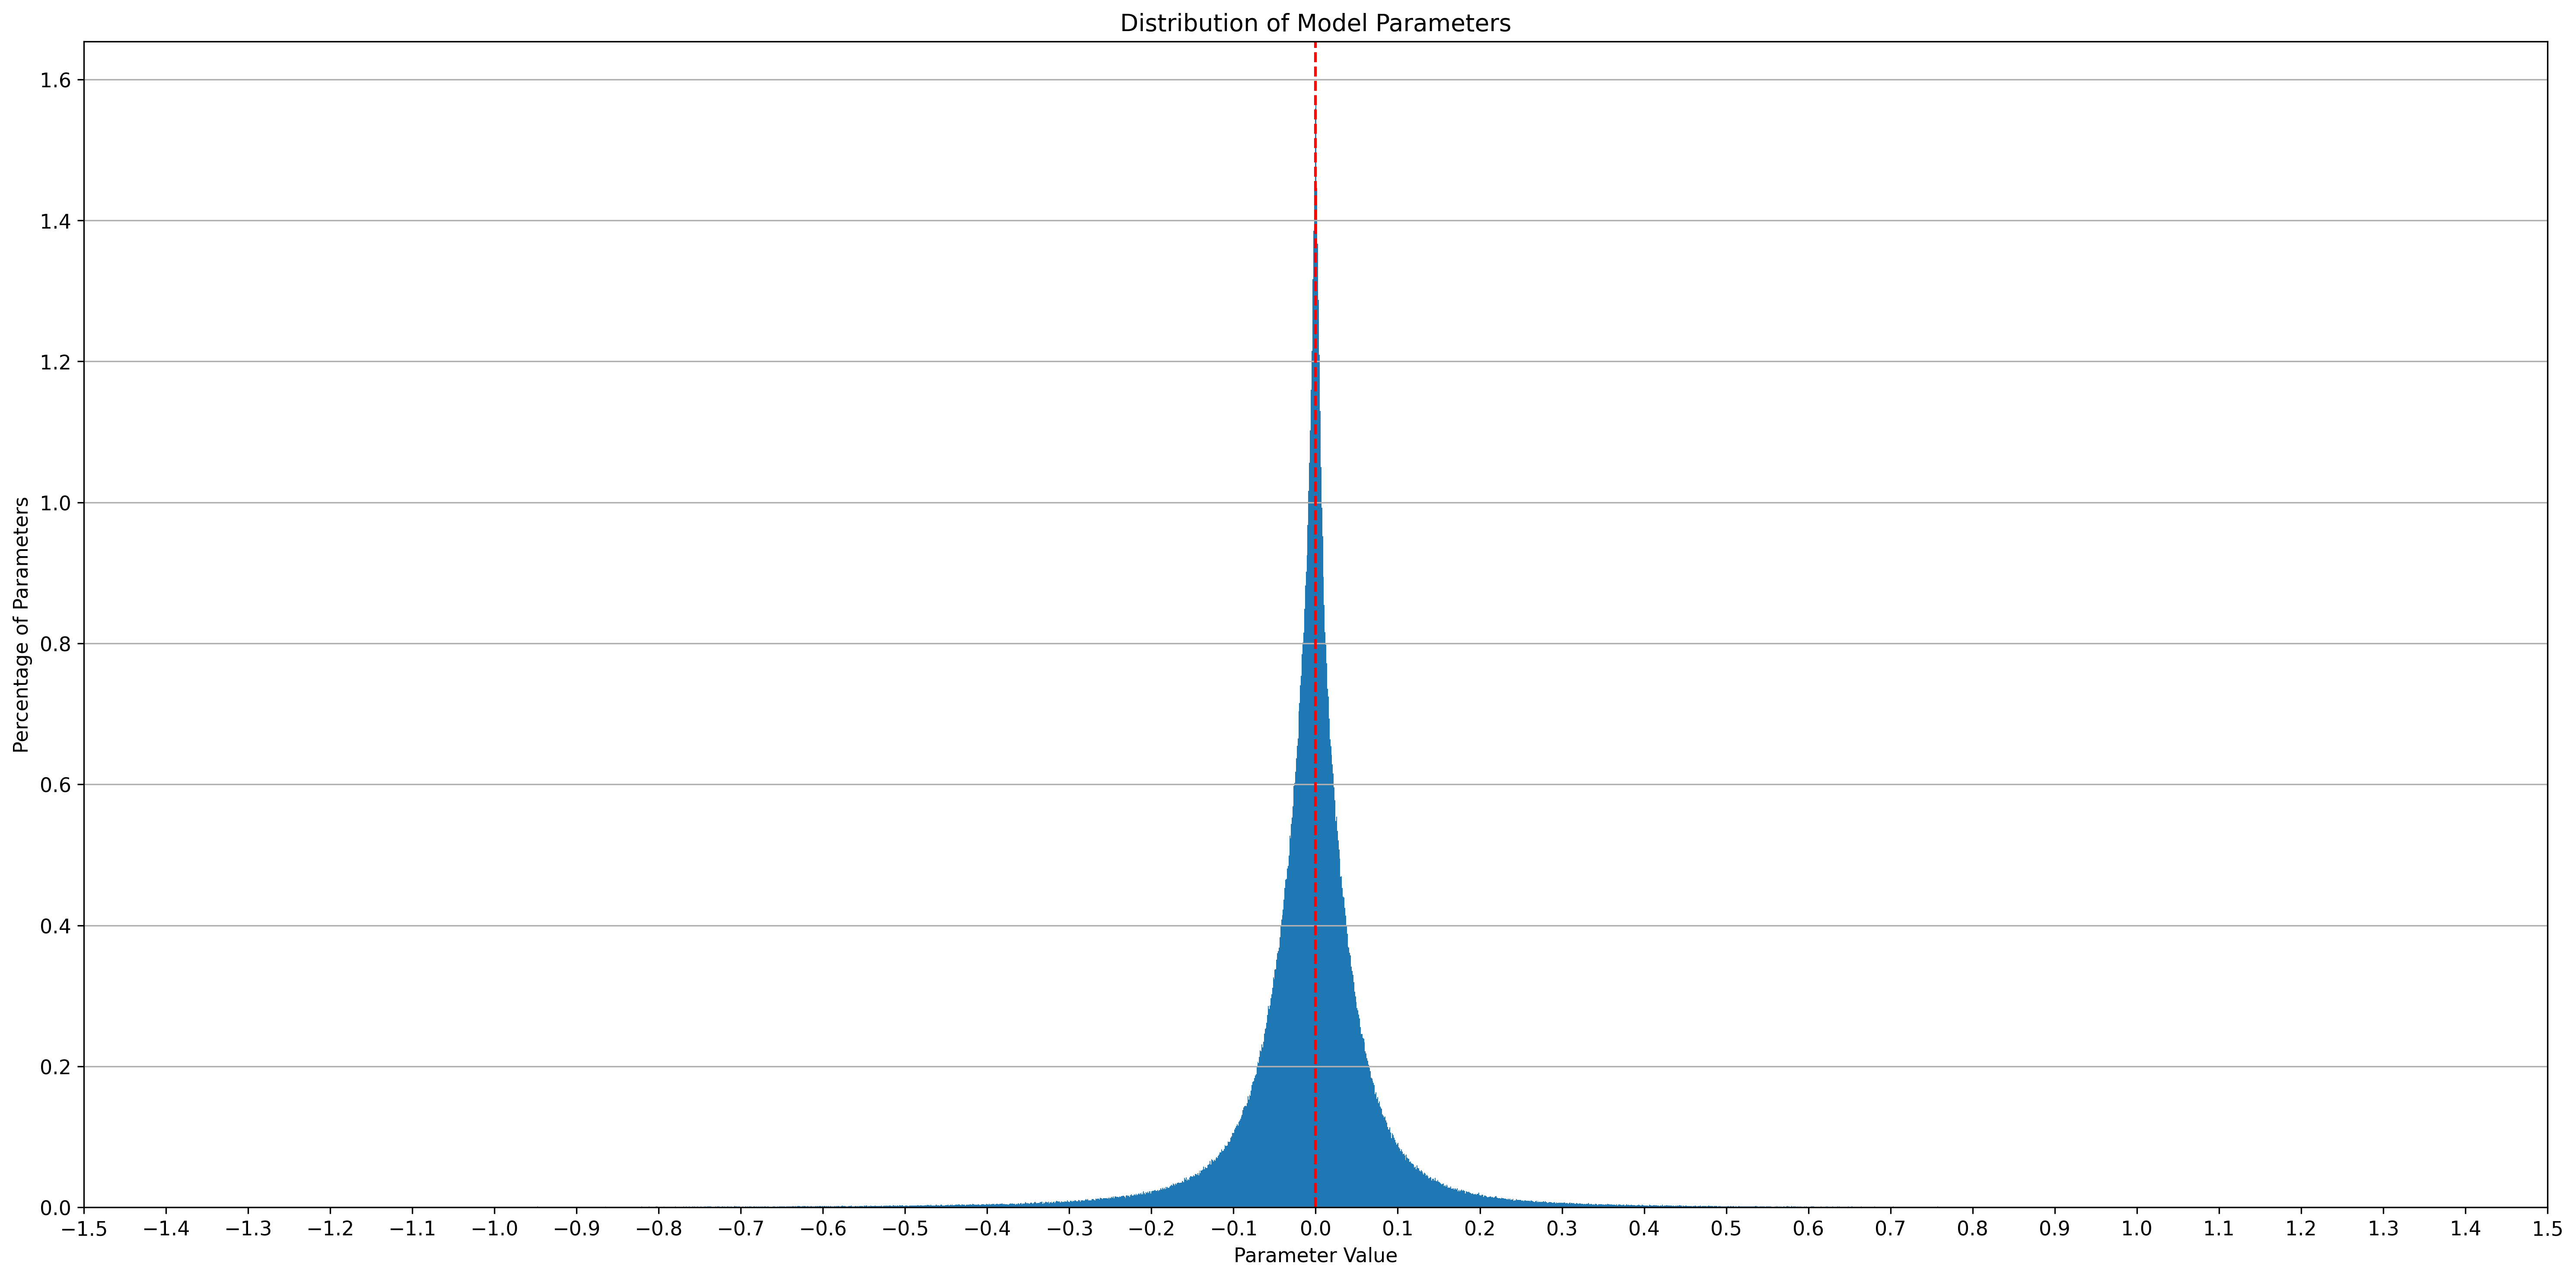 Distribution of Model Parameters
1.6
1.4
1.2
1.0
0.8
0.6
0.4
0.2
0.0
Percentage of Parameters
−1.5 −1.4 −1.3 −1.2 −1.1 −1.0 −0.9 −0.8 −0.7 −0.6 −0.5 −0.4 −0.3 −0.2 −0.1 0.0 0.1 0.2 0.3 0.4 0.5 0.6 0.7 0.8 0.9 1.0 1.1 1.2 1.3 1.4 1.5
Parameter Value